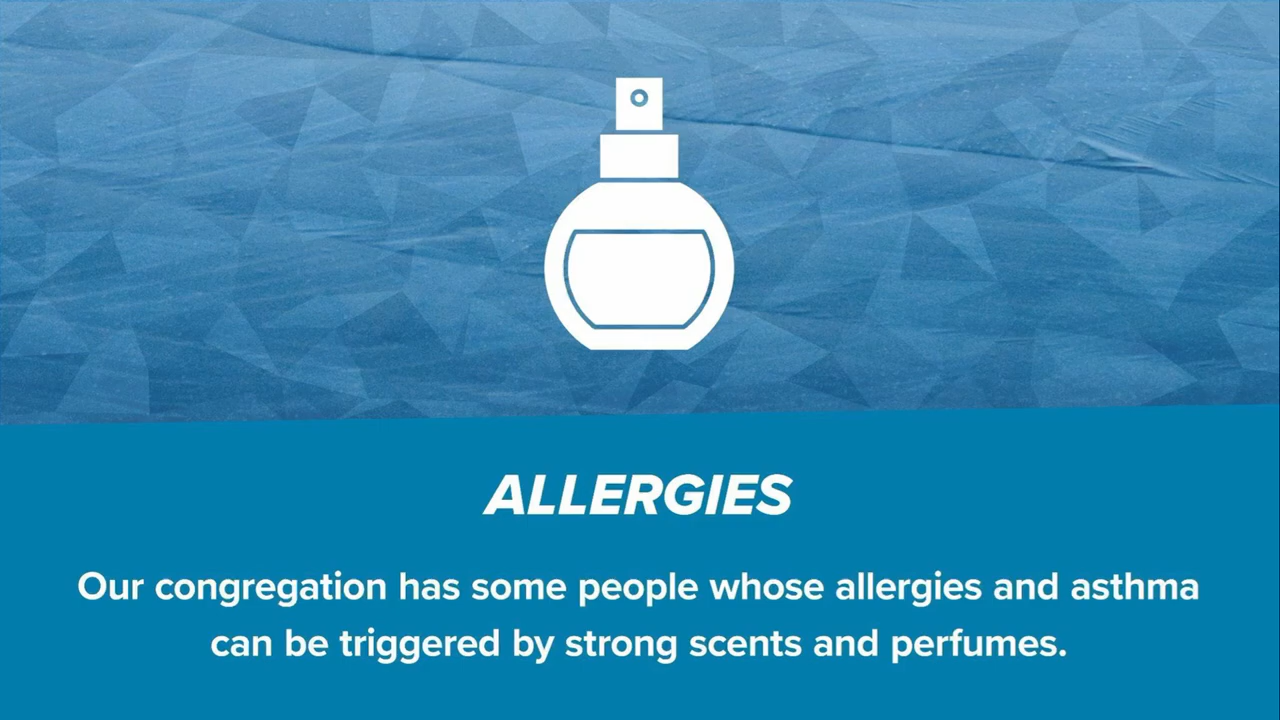 ALLERGIES
Our congregation has some people whose allergies and asthma
can be triggered by strong scents and perfumes.